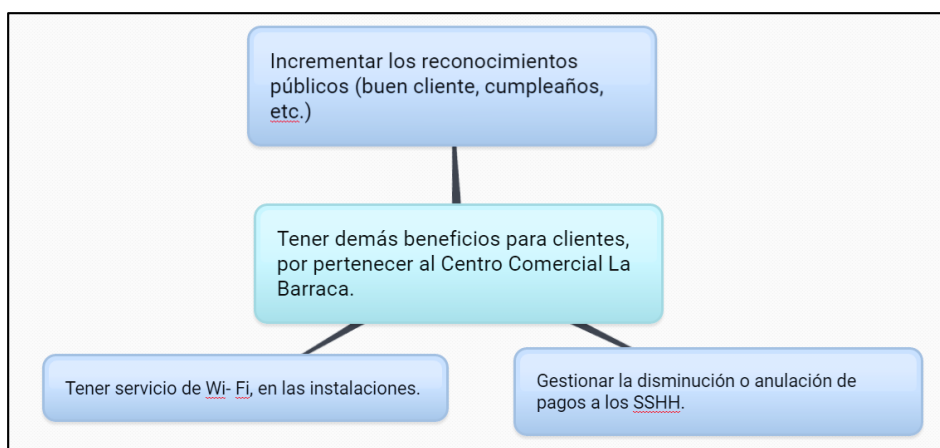 Incrementar los reconocimientos
públicos (buen cliente, cumpleaños,
etc.)
Tener demás beneficios para clientes,
por pertenecer al Centro Comercial La
Barraca.
Tener servicio de Wi- Fi, en las instalaciones.
Gestionar la disminución o anulación de
pagos a los SSHH.